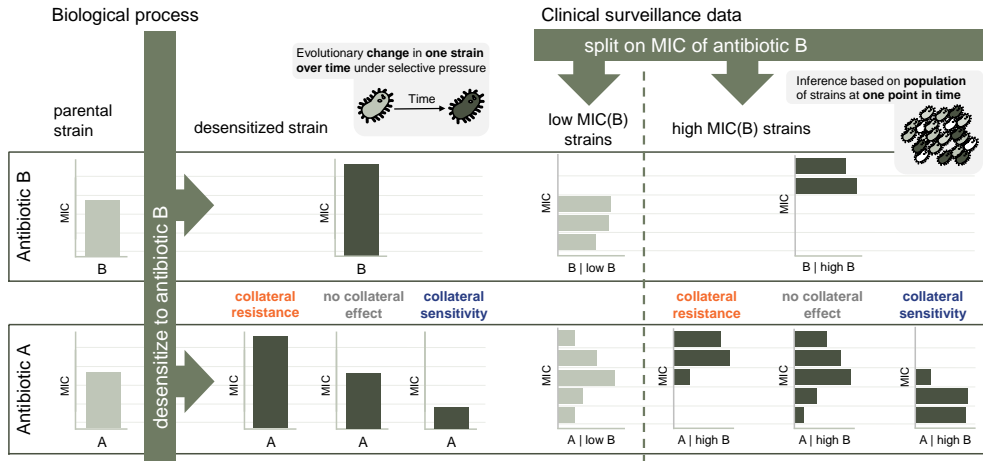 Biological process
Clinical surveillance data
split on MIC of antibiotic B
Evolutionary change in one strain
over time under selective pressure
Time
Inference based on population
of strains at one point in time
parental
strain
desensitized strain
low MIC(B)
strains
high MIC(B) strains
desensitize to antibiotic B
Antibiotic B
MIC
B
MIC
B
MIC
B | low B
MIC
B | high B
collateral
resistance
no collateral
effect
collateral
sensitivity
collateral
resistance
no collateral
effect
collateral
sensitivity
Antibiotic A
MIC
A
MIC
A
MIC
A
MIC
A
MIC
A | low B
MIC
A | high B
MIC
A | high B
MIC
A | high B